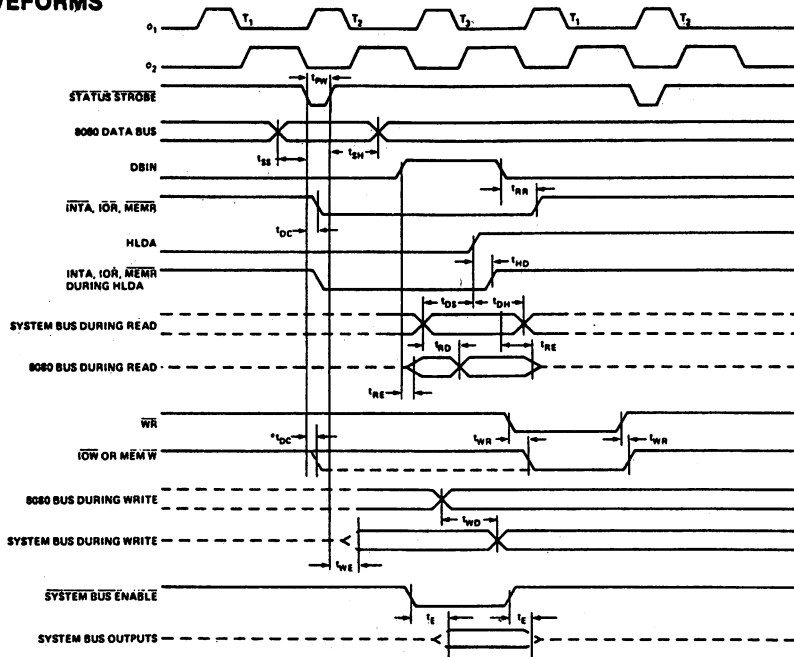 VEFORMS
ø1 T1 T2 T3 T1 T2
ø2
tPW
STATUS STROBE
8080 DATA BUS
tSS tSH
DBIN
tRR
INTA, IOR, MEMR
tDC
HLDA
tHD
INTA, IOR, MEMR
DURING HLDA
tDS tDH
SYSTEM BUS DURING READ
tRD tRE
8080 BUS DURING READ
tRE
WR
*tDC tWR tWR
IOW OR MEM W
8080 BUS DURING WRITE
tWD
SYSTEM BUS DURING WRITE
tWE
SYSTEM BUS ENABLE
tE tE
SYSTEM BUS OUTPUTS